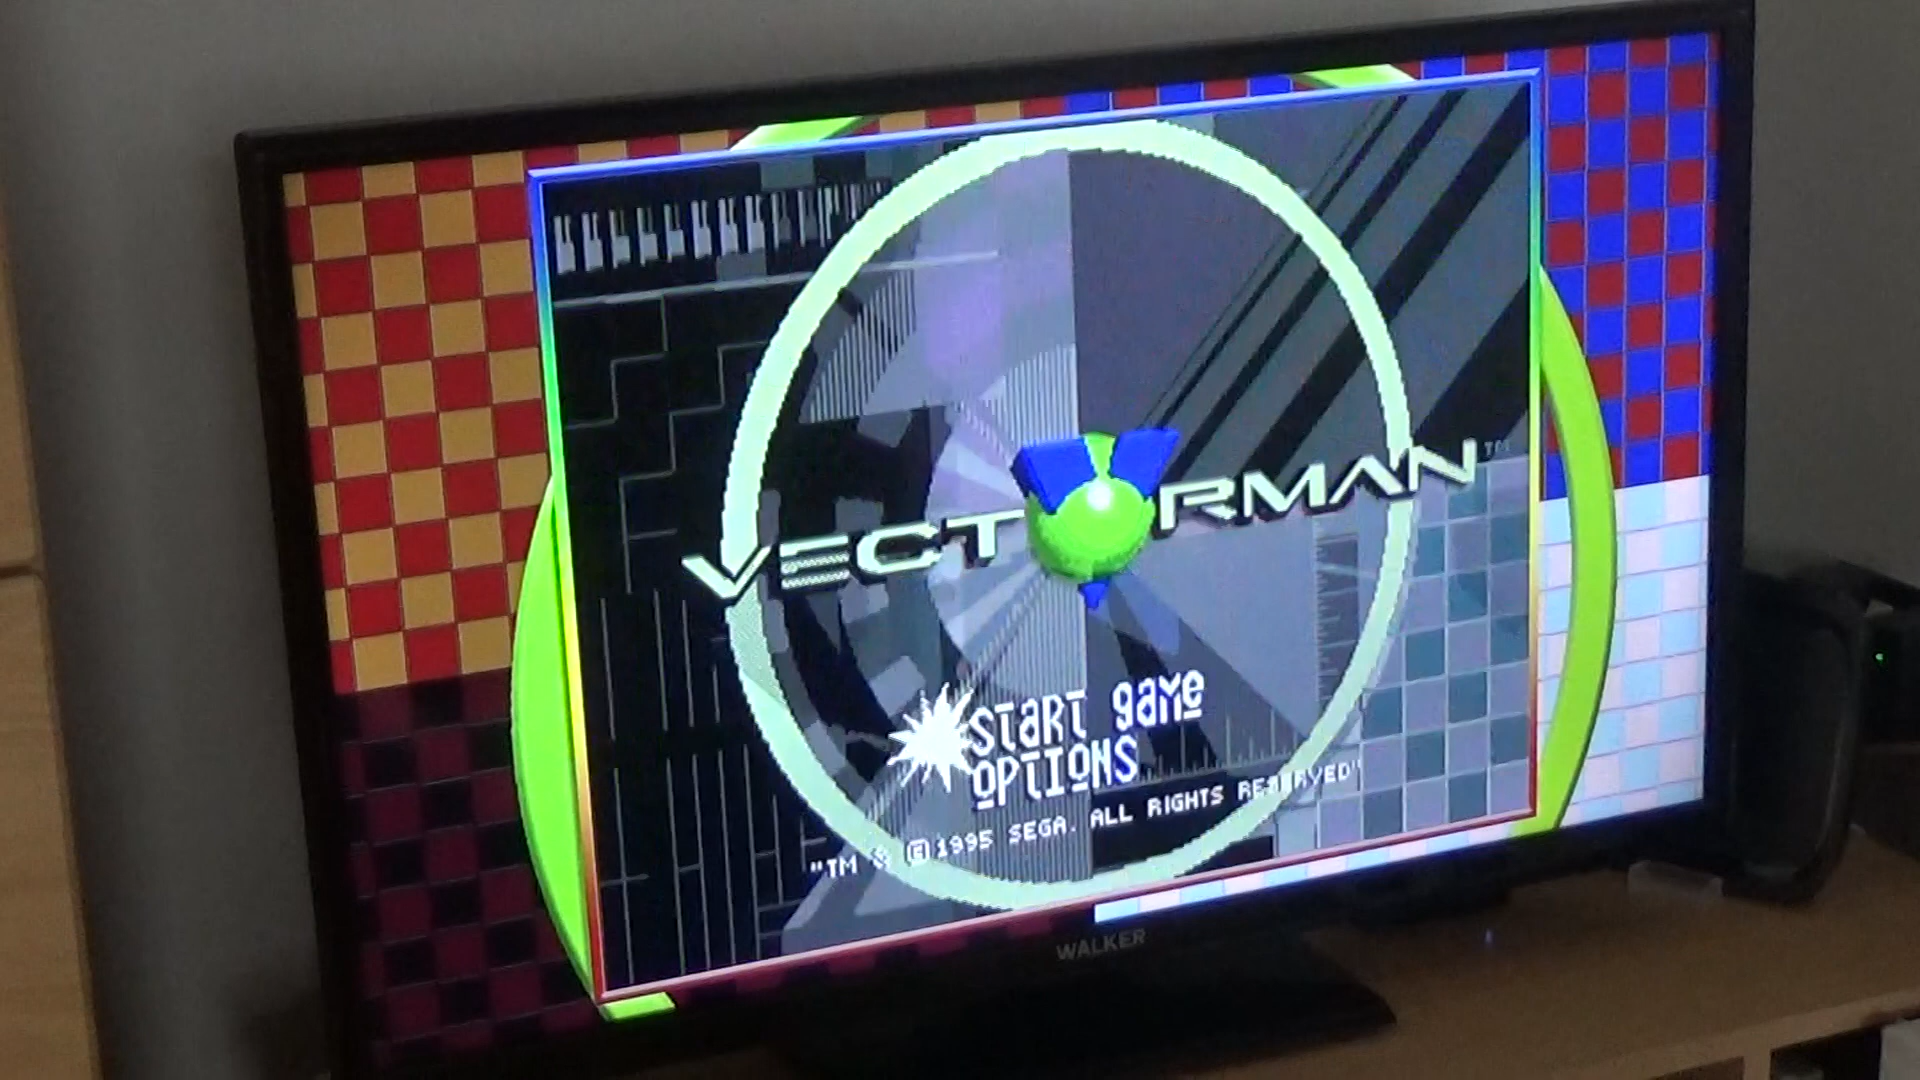 VECTORMAN™
START game
OPTIONS
"TM & © 1995 SEGA. ALL RIGHTS RESERVED"
WALKER